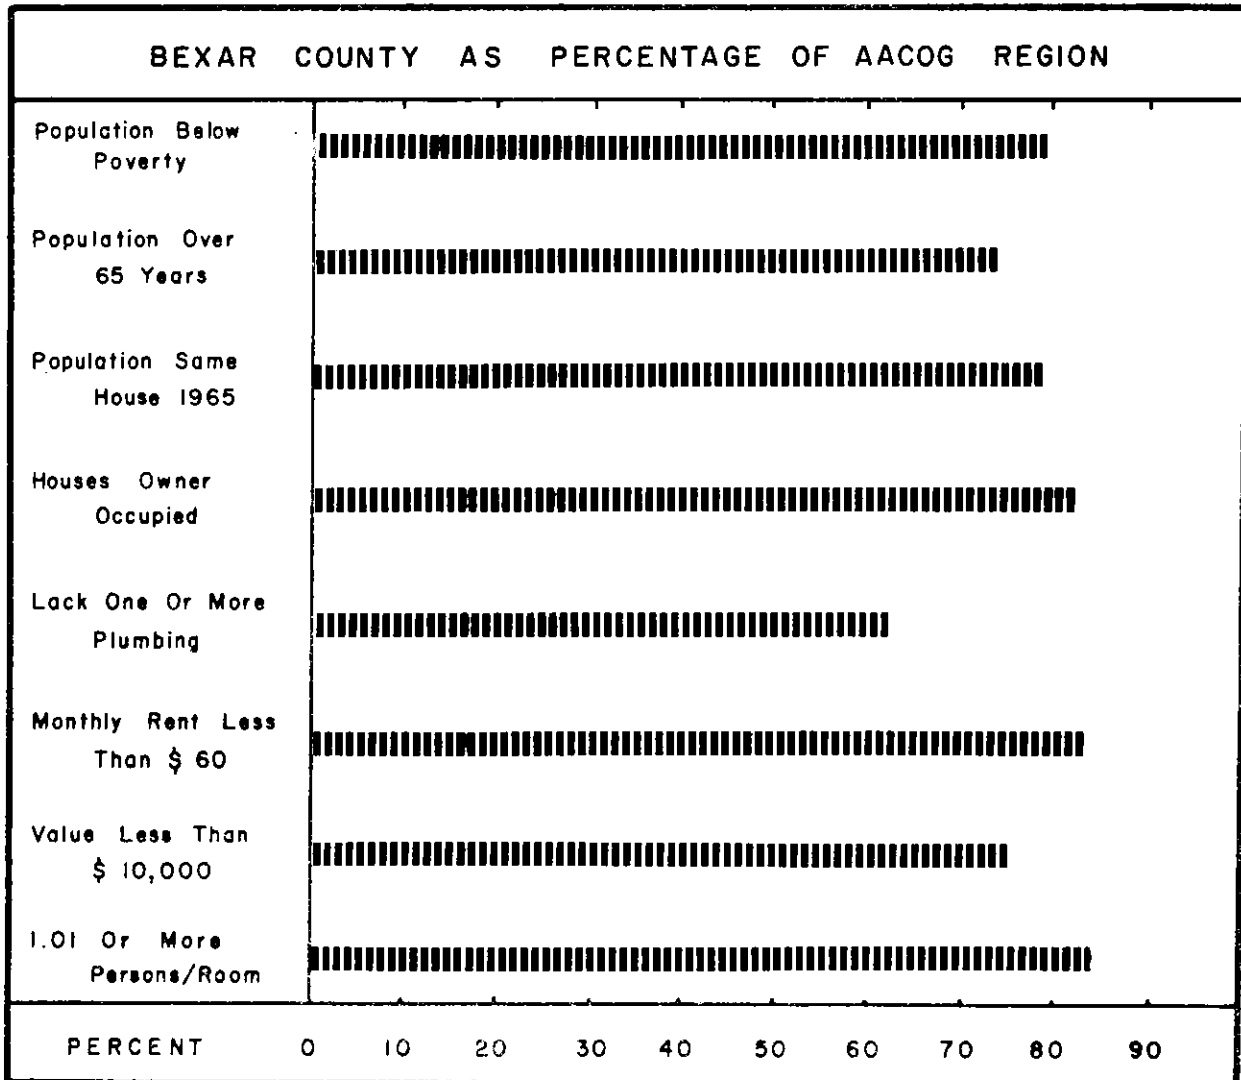 BEXAR COUNTY AS PERCENTAGE OF AACOG REGION
Population Below
Poverty
Population Over
65 Years
Population Same
House 1965
Houses Owner
Occupied
Lack One Or More
Plumbing
Monthly Rent Less
Than $ 60
Value Less Than
$ 10,000
1.01 Or More
Persons/Room
PERCENT 0 10 20 30 40 50 60 70 80 90